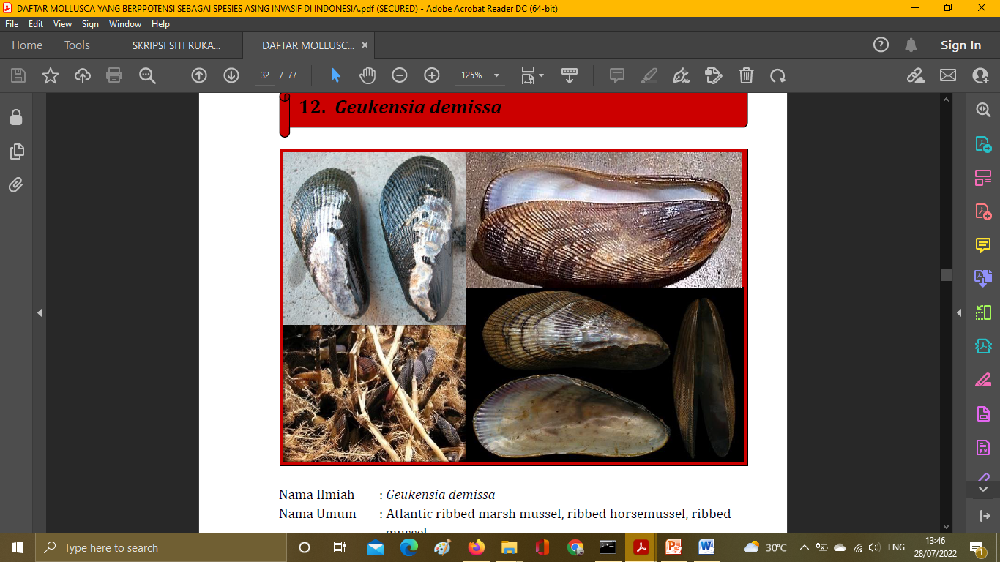 DAFTAR MOLLUSCA YANG BERPPOTENSI SEBAGAI SPESIES ASING INVASIF DI INDONESIA.pdf (SECURED) - Adobe Acrobat Reader DC (64-bit)
File Edit View Sign Window Help
Home Tools SKRIPSI SITI RUKA... DAFTAR MOLLUSC... × Sign In
32 / 77 125%
12. Geukensia demissa
Nama Ilmiah : Geukensia demissa
Nama Umum : Atlantic ribbed marsh mussel, ribbed horsemussel, ribbed
mussel
Type here to search 30°C ENG 13:46
28/07/2022 1